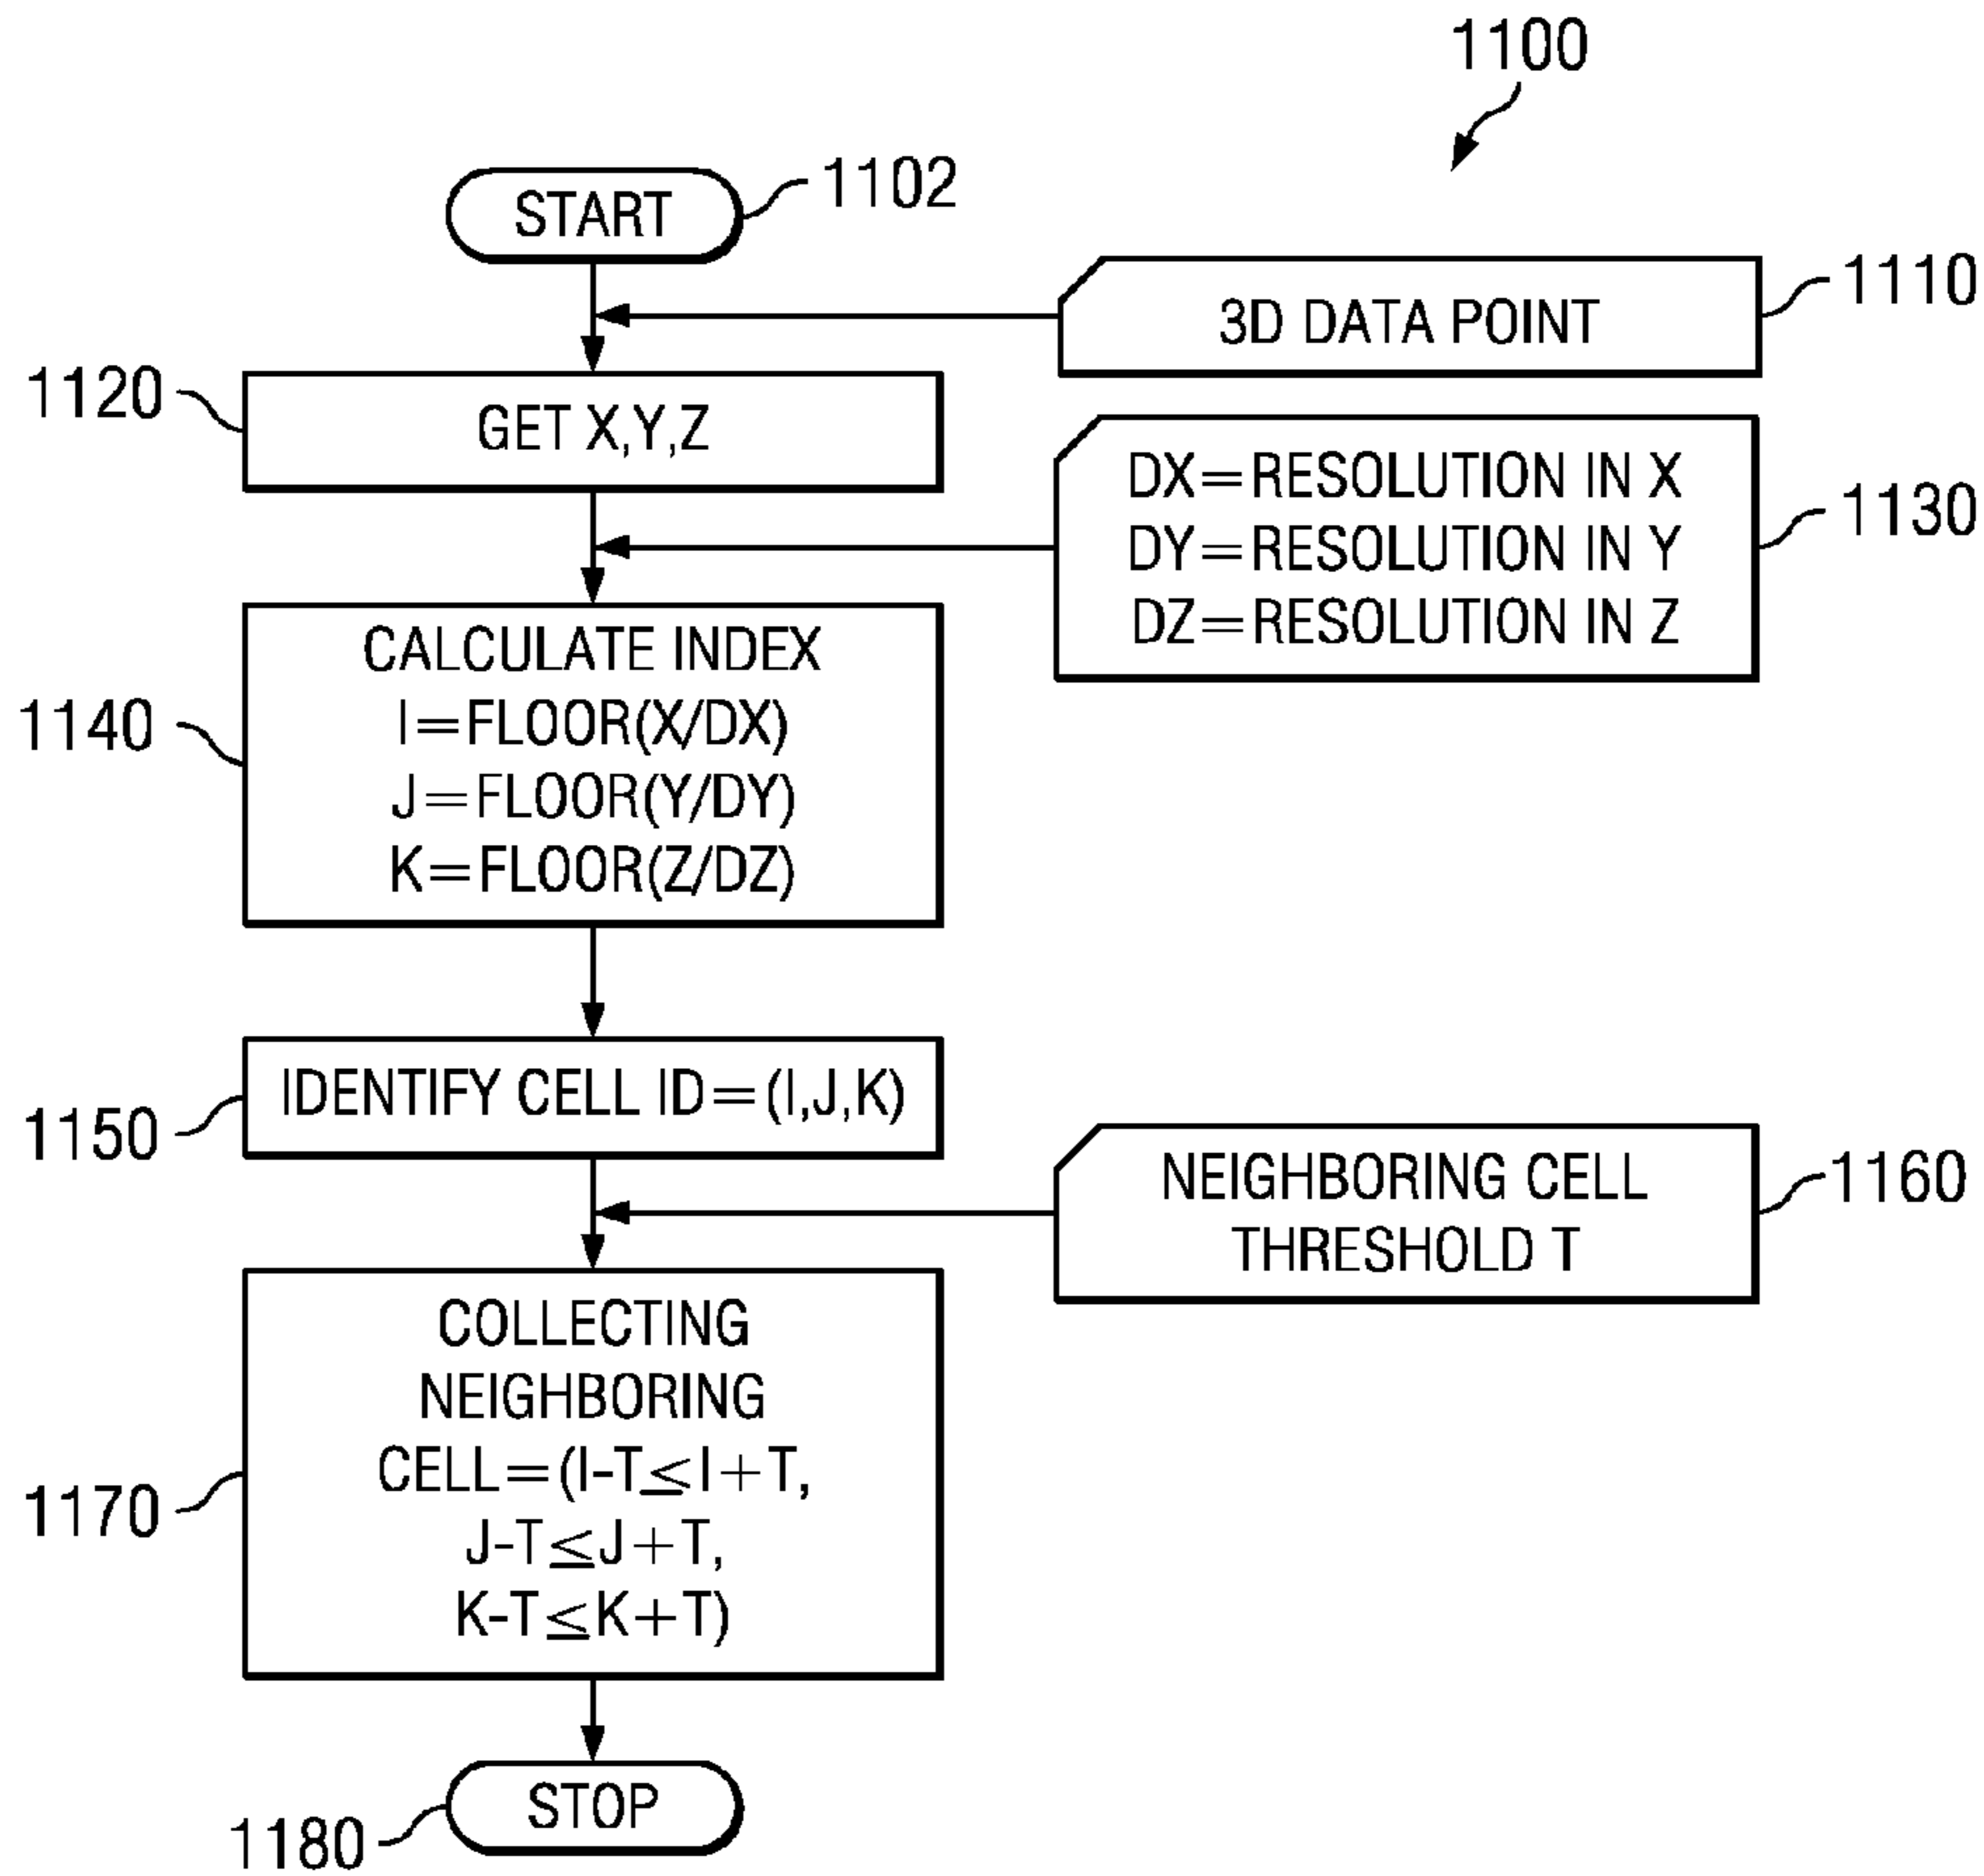 1100
START
1102
3D DATA POINT
1110
1120
GET X,Y,Z
DX=RESOLUTION IN X
DY=RESOLUTION IN Y
DZ=RESOLUTION IN Z
1130
1140
CALCULATE INDEX
I=FLOOR(X/DX)
J=FLOOR(Y/DY)
K=FLOOR(Z/DZ)
1150
IDENTIFY CELL ID=(I,J,K)
NEIGHBORING CELL
THRESHOLD T
1160
1170
COLLECTING
NEIGHBORING
CELL=(I-T≤I+T,
J-T≤J+T,
K-T≤K+T)
STOP
1180